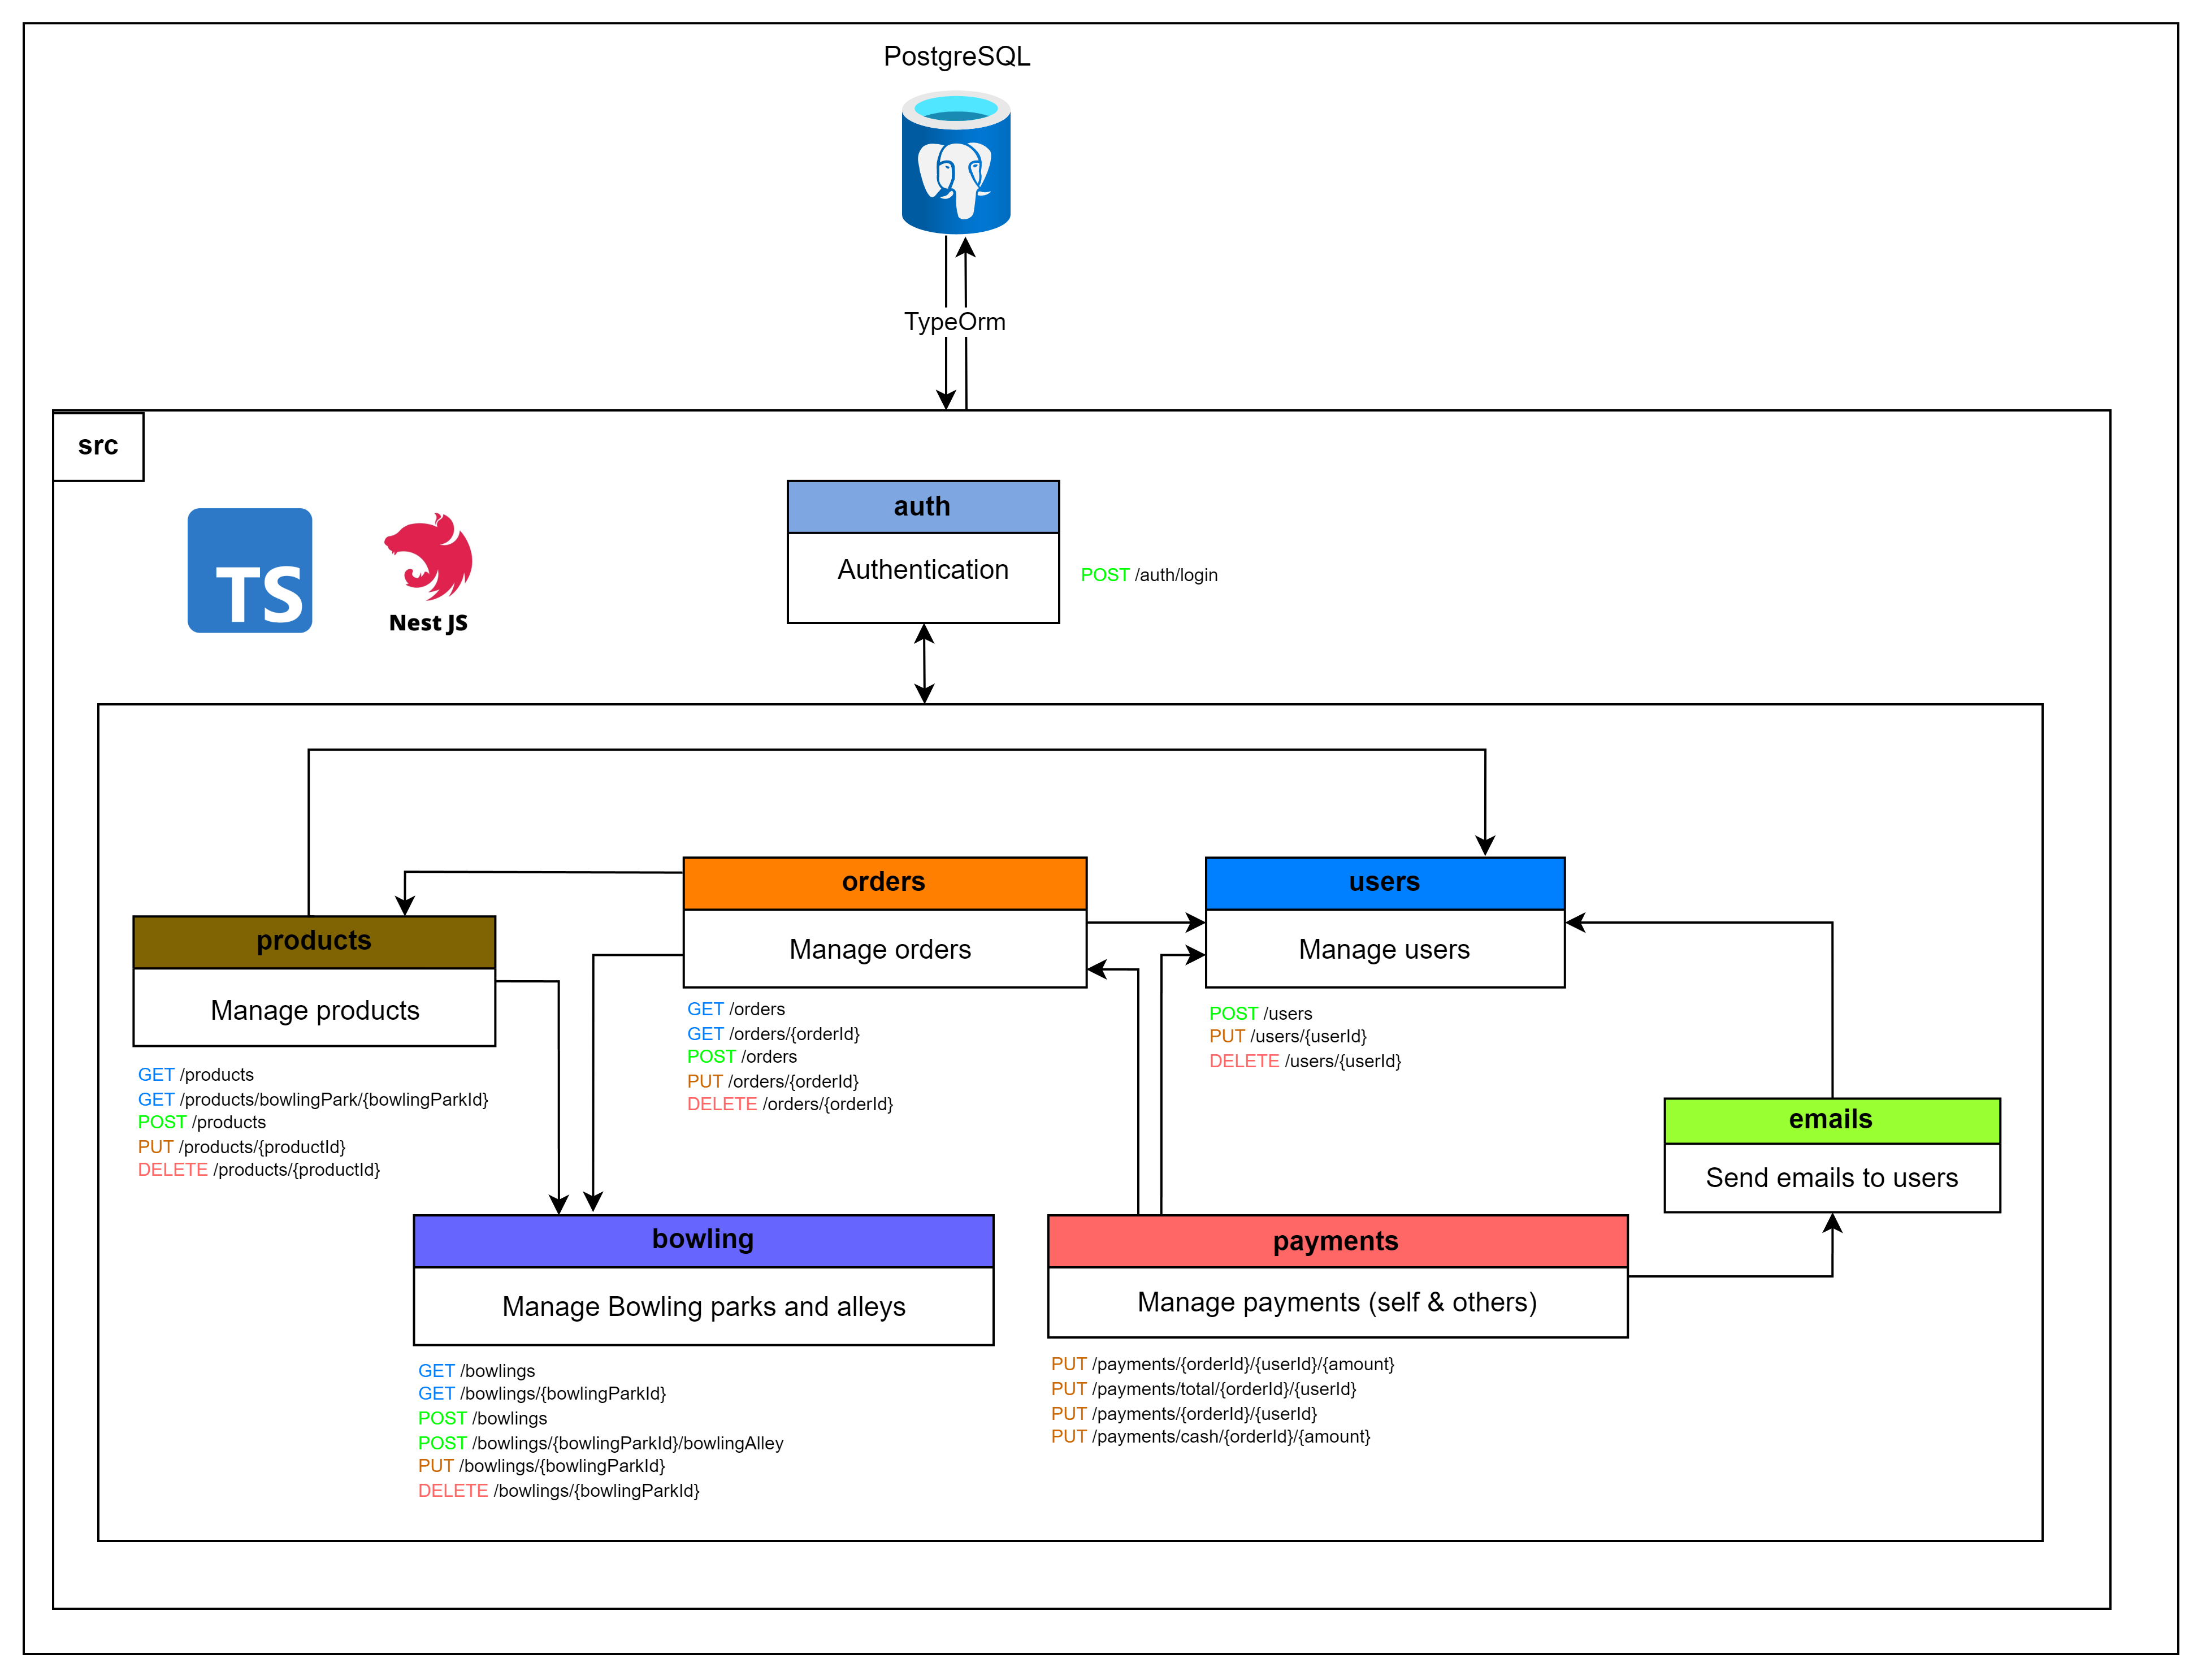 PostgreSQL
TypeOrm
src
TS
Nest JS
auth
Authentication
POST /auth/login
orders
Manage orders
GET /orders
GET /orders/{orderId}
POST /orders
PUT /orders/{orderId}
DELETE /orders/{orderId}
users
Manage users
POST /users
PUT /users/{userId}
DELETE /users/{userId}
products
Manage products
GET /products
GET /products/bowlingPark/{bowlingParkId}
POST /products
PUT /products/{productId}
DELETE /products/{productId}
emails
Send emails to users
bowling
Manage Bowling parks and alleys
GET /bowlings
GET /bowlings/{bowlingParkId}
POST /bowlings
POST /bowlings/{bowlingParkId}/bowlingAlley
PUT /bowlings/{bowlingParkId}
DELETE /bowlings/{bowlingParkId}
payments
Manage payments (self & others)
PUT /payments/{orderId}/{userId}/{amount}
PUT /payments/total/{orderId}/{userId}
PUT /payments/{orderId}/{userId}
PUT /payments/cash/{orderId}/{amount}